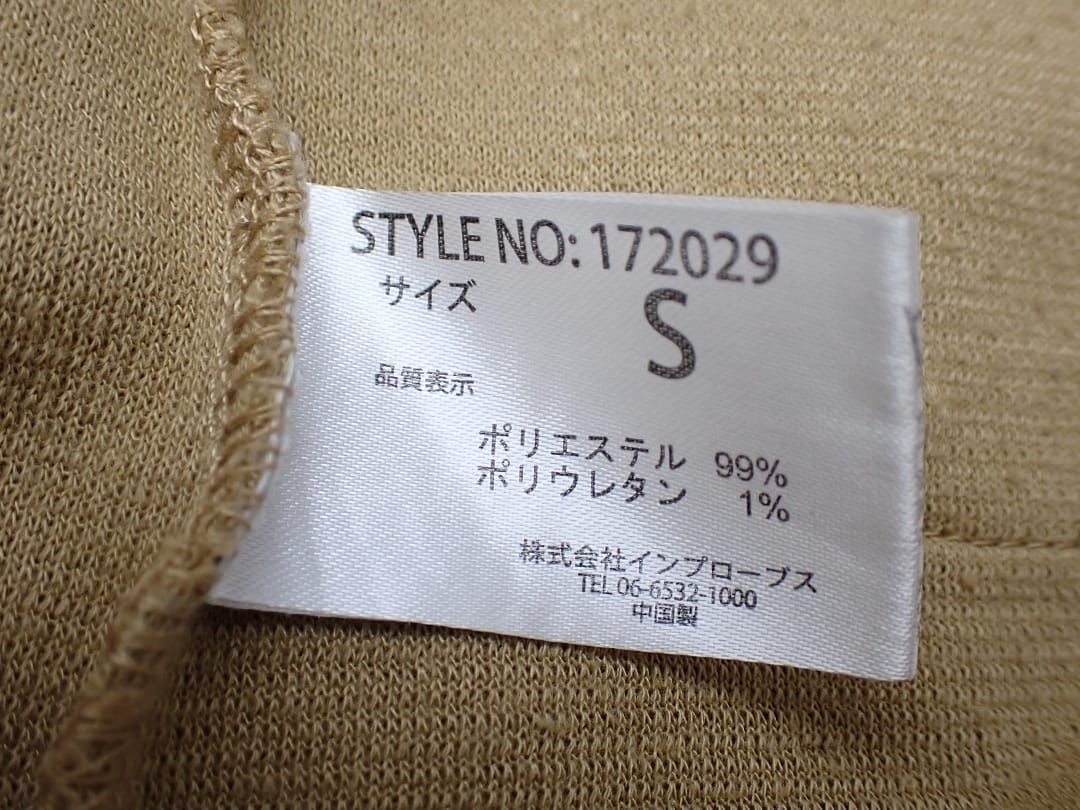 STYLE NO: 172029
サイズ S
品質表示
ポリエステル 99%
ポリウレタン 1%
株式会社インプローブス
TEL 06-6532-1000
中国製